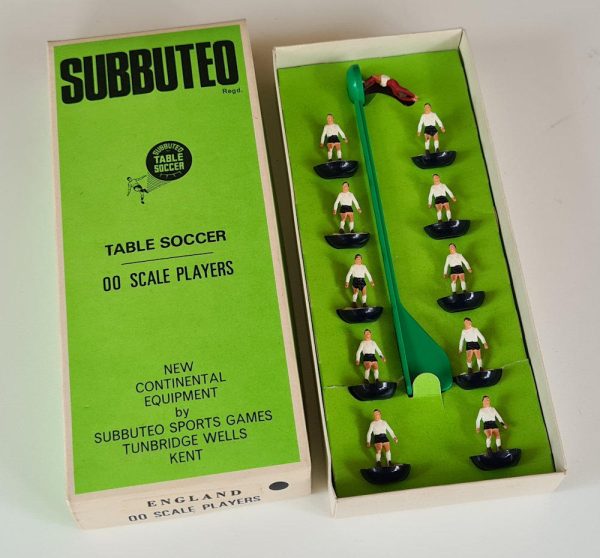 SUBBUTEO
Regd.
SUBBUTEO
TABLE
SOCCER
TABLE SOCCER
00 SCALE PLAYERS
NEW
CONTINENTAL
EQUIPMENT
by
SUBBUTEO SPORTS GAMES
TUNBRIDGE WELLS
KENT
ENGLAND
00 SCALE PLAYERS